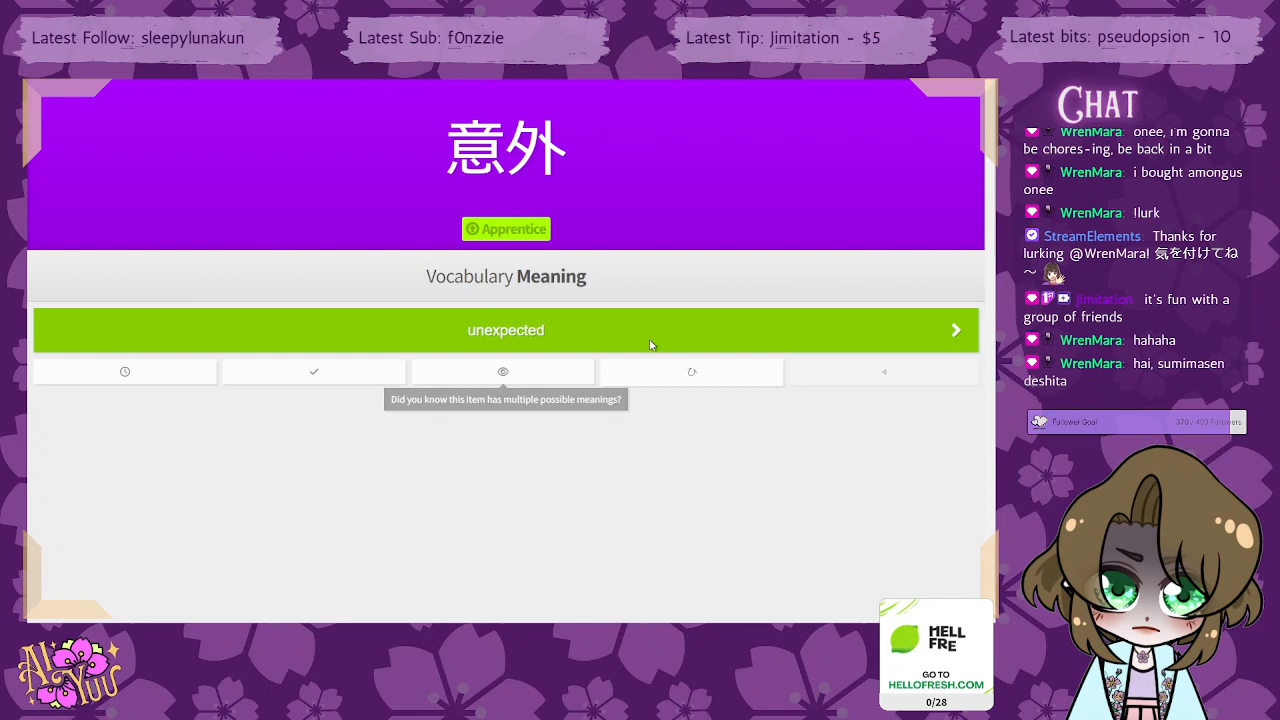 Latest Follow: sleepylunakun
Latest Sub: f0nzzie
Latest Tip: Jimitation - $5
Latest bits: pseudopsion - 10
意外
Apprentice
Vocabulary Meaning
unexpected
Did you know this item has multiple possible meanings?
CHAT
WrenMara: onee, i'm gonna
be chores-ing, be back in a bit
WrenMara: i bought amongus
onee
WrenMara: !lurk
StreamElements: Thanks for
lurking @WrenMara! 気を付けてね
～
Jimitation it's fun with a
group of friends
WrenMara: hahaha
WrenMara: hai, sumimasen
deshita
Follower Goal
370 / 400 Followers
HELL
FRE
GO TO
HELLOFRESH.COM
0/28
AI
YUU